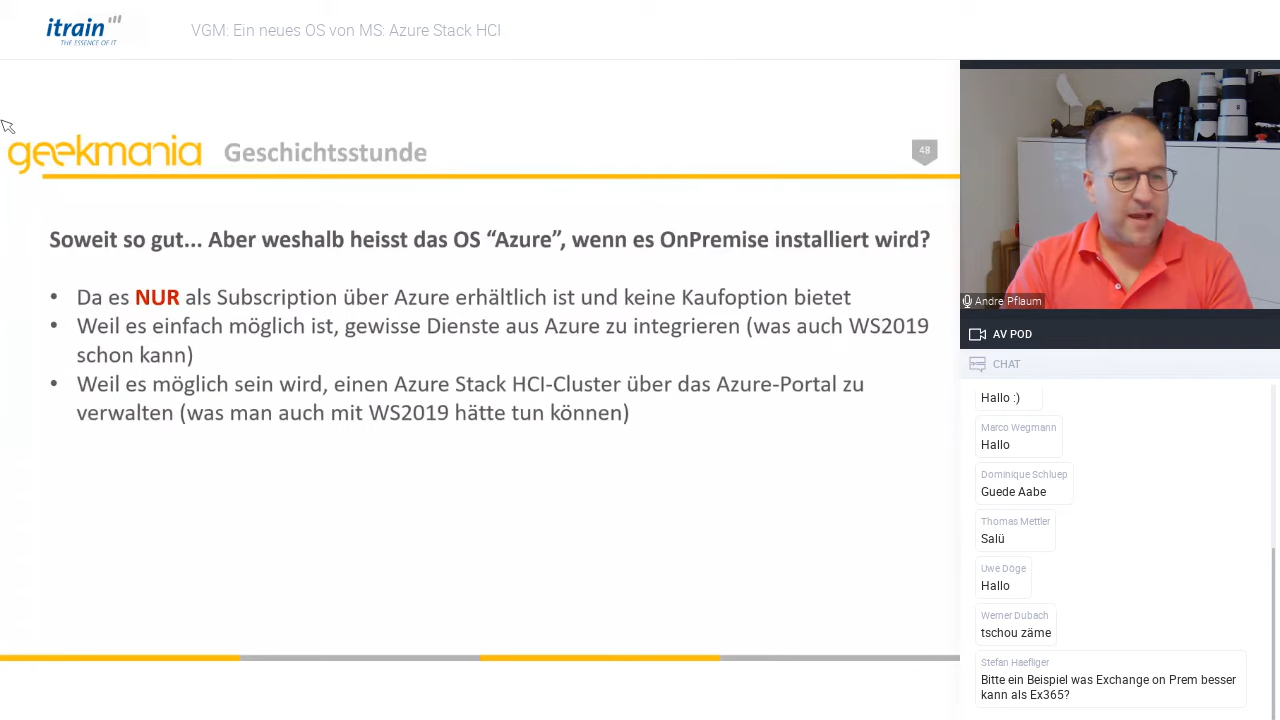 itrain
THE ESSENCE OF IT
VGM: Ein neues OS von MS: Azure Stack HCI
geekmania
Geschichtsstunde
48
Soweit so gut... Aber weshalb heisst das OS “Azure”, wenn es OnPremise installiert wird?
• Da es NUR als Subscription über Azure erhältlich ist und keine Kaufoption bietet
• Weil es einfach möglich ist, gewisse Dienste aus Azure zu integrieren (was auch WS2019
schon kann)
• Weil es möglich sein wird, einen Azure Stack HCI-Cluster über das Azure-Portal zu
verwalten (was man auch mit WS2019 hätte tun können)
Andre Pflaum
AV POD
CHAT
Hallo :)
Marco Wegmann
Hallo
Dominique Schluep
Guede Aabe
Thomas Mettler
Salü
Uwe Döge
Hallo
Werner Dubach
tschou zäme
Stefan Haefliger
Bitte ein Beispiel was Exchange on Prem besser
kann als Ex365?